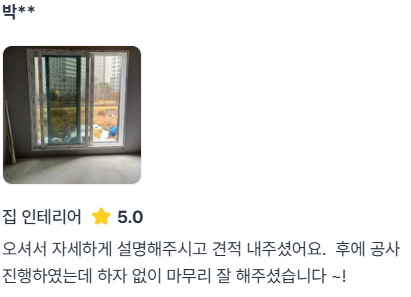 박**
집 인테리어 5.0
오셔서 자세하게 설명해주시고 견적 내주셨어요. 후에 공사
진행하였는데 하자 없이 마무리 잘 해주셨습니다 ~!